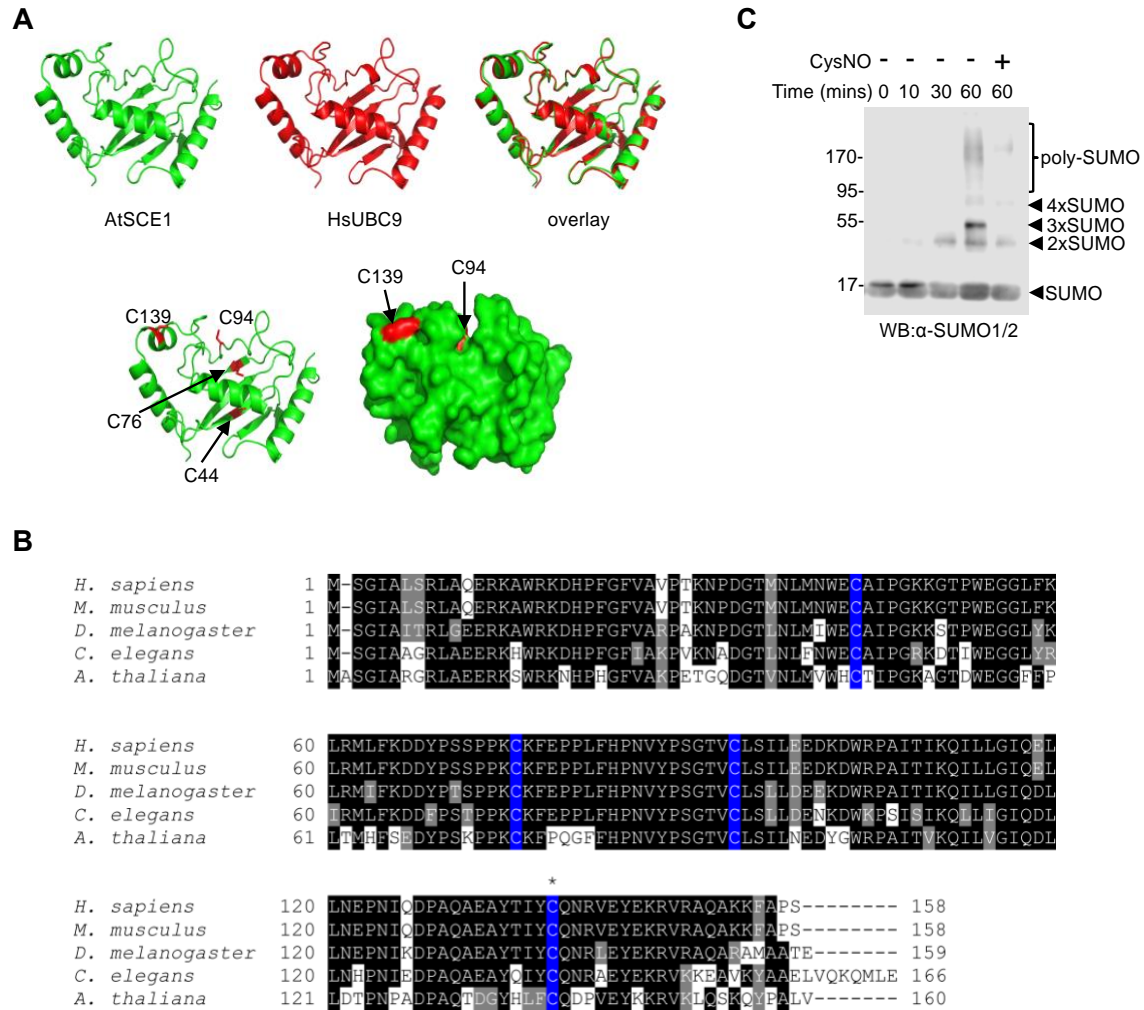 A
AtSCE1
HsUBC9
overlay
C139
C94
C76
C44
C139
C94
C
CysNO - - - - +
Time (mins) 0 10 30 60 60
170-
95-
55-
17-
poly-SUMO
4xSUMO
3xSUMO
2xSUMO
SUMO
WB:α-SUMO1/2
B
H. sapiens 1 M-SGIALSRLAQERKAWRKDHPFGFVAVPTKNPDGTMNLMNWECAIPGKKGTPWEGGLFK
M. musculus 1 M-SGIALSRLAQERKAWRKDHPFGFVAVPTKNPDGTMNLMNWECAIPGKKGTPWEGGLFK
D. melanogaster 1 M-SGIAITRLGEERKAWRKDHPFGFVARPAKNPDGTLNLMIWECAIPGKKSTPWEGGLYK
C. elegans 1 M-SGIAAGRLAEERKHWRKDHPFGFIAKPVKNADGTLNLFNWECAIPGRKDTIWEGGLYR
A. thaliana 1 MASGIARGRLAEERKSWRKNHPHGFVAKPETGQDGTVNLMVWHCTIPGKAGTDWEGGFFP
H. sapiens 60 LRMLFKDDYPSSPPKCKFEPPLFHPNVYPSGTVCLSILEEDKDWRPAITIKQILLGIQEL
M. musculus 60 LRMLFKDDYPSSPPKCKFEPPLFHPNVYPSGTVCLSILEEDKDWRPAITIKQILLGIQEL
D. melanogaster 60 LRMIFKDDYPTSPPKCKFEPPLFHPNVYPSGTVCLSLLDEEKDWRPAITIKQILLGIQDL
C. elegans 60 IRMLFKDDFPSTPPKCKFEPPLFHPNVYPSGTVCLSLLDENKDWKPSISIKQLLIGIQDL
A. thaliana 61 LTMHFSEDYPSKPPKCKFPQGFFHPNVYPSGTVCLSILNEDYGWRPAITVKQILVGIQDL
*
H. sapiens 120 LNEPNIQDPAQAEAYTIYCQNRVEYEKRVRAQAKKFAPS-------- 158
M. musculus 120 LNEPNIQDPAQAEAYTIYCQNRVEYEKRVRAQAKKFAPS-------- 158
D. melanogaster 120 LNEPNIKDPAQAEAYTIYCQNRLEYEKRVRAQARAMAATE------- 159
C. elegans 120 LNHPNIEDPAQAEAYQIYCQNRAEYEKRVKKEAVKYAAELVQKQMLE 166
A. thaliana 121 LDTPNPADPAQTDGYHLFCQDPVEYKKRVKLQSKQYPALV------- 160